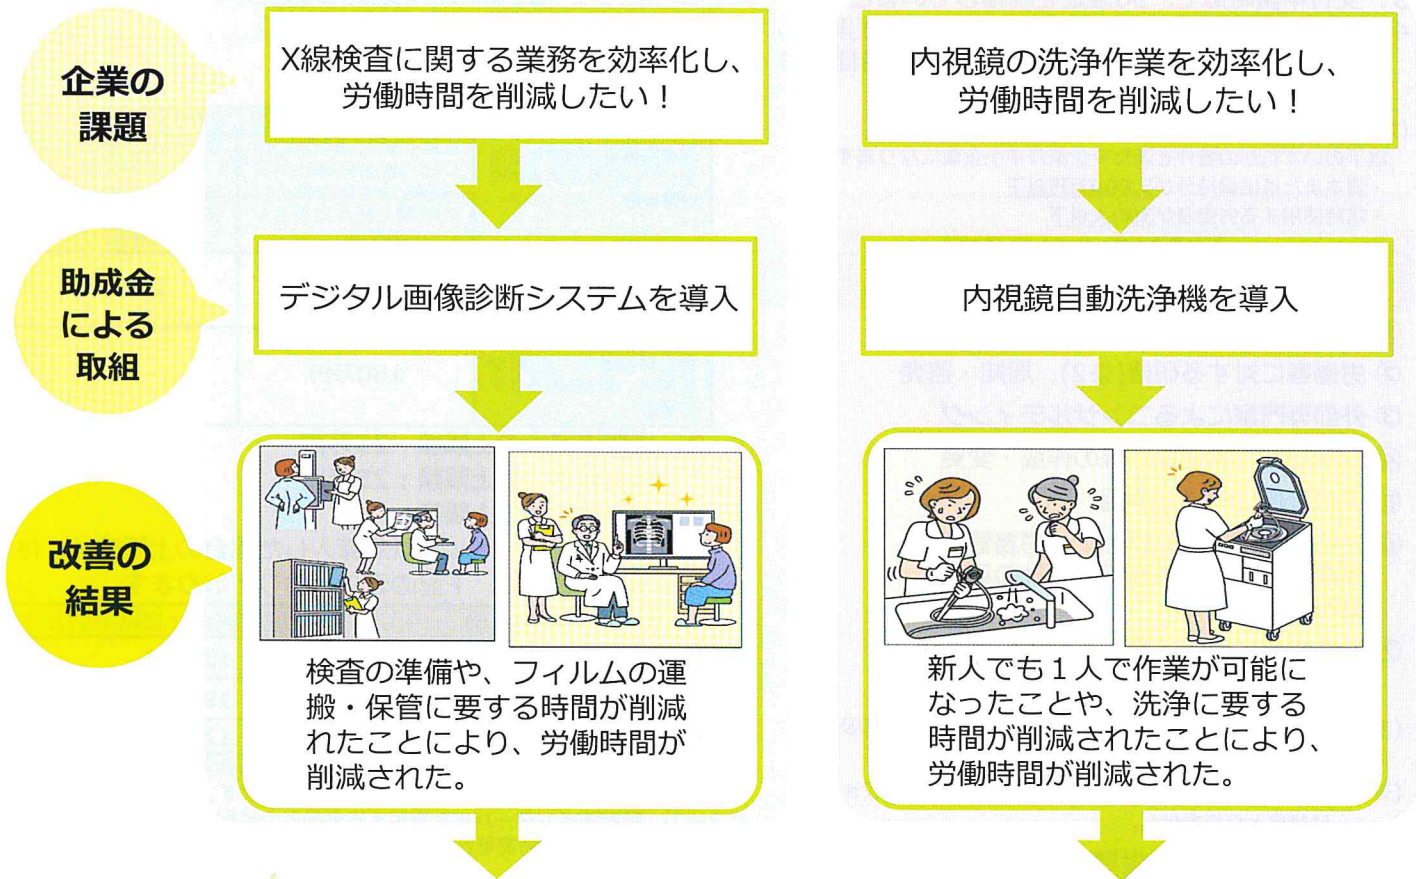 企業の
課題
X線検査に関する業務を効率化し、
労働時間を削減したい！
内視鏡の洗浄作業を効率化し、
労働時間を削減したい！
助成金
による
取組
デジタル画像診断システムを導入
内視鏡自動洗浄機を導入
改善の
結果
検査の準備や、フィルムの運
搬・保管に要する時間が削減
れたことにより、労働時間が
削減された。
新人でも１人で作業が可能に
なったことや、洗浄に要する
時間が削減されたことにより、
労働時間が削減された。